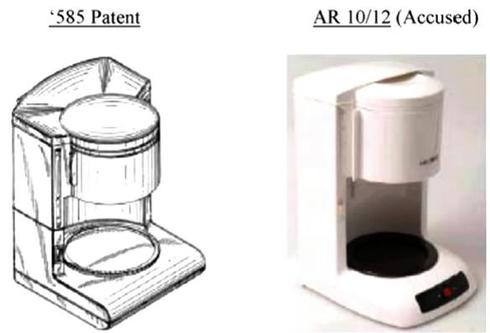 ‘585 Patent
AR 10/12 (Accused)